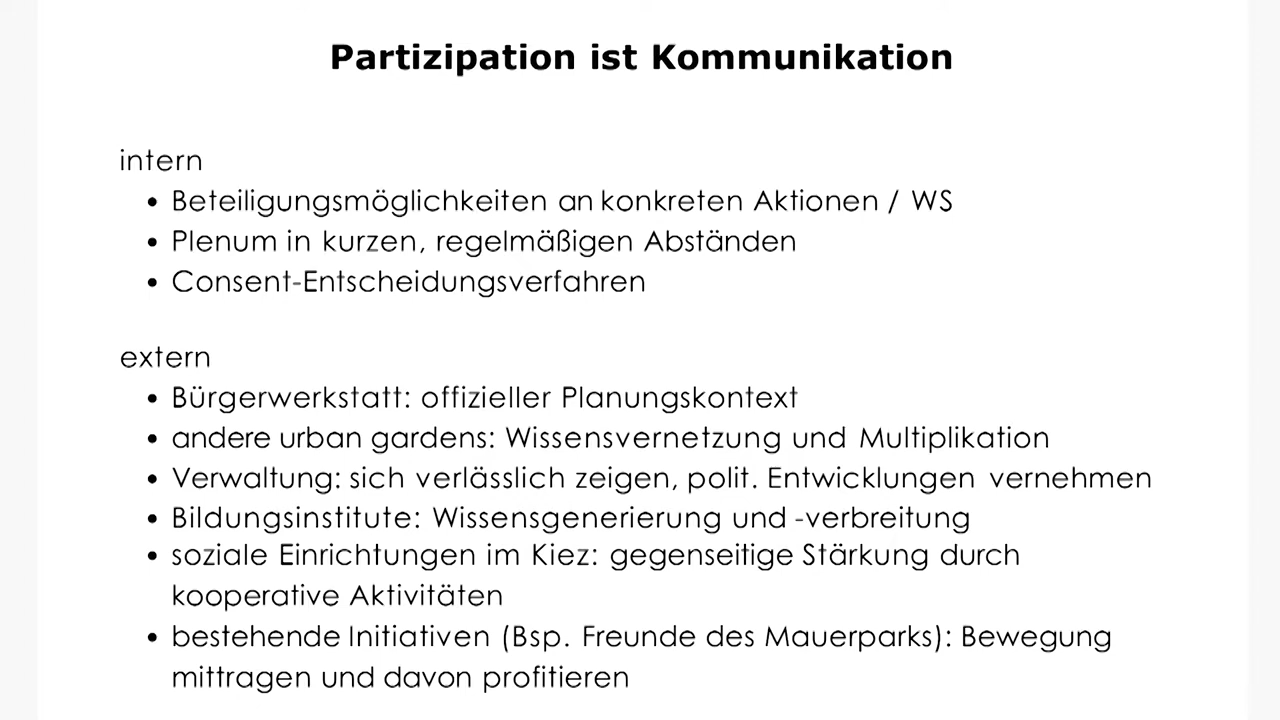 Partizipation ist Kommunikation
intern
• Beteiligungsmöglichkeiten an konkreten Aktionen / WS
• Plenum in kurzen, regelmäßigen Abständen
• Consent-Entscheidungsverfahren
extern
• Bürgerwerkstatt: offizieller Planungskontext
• andere urban gardens: Wissensvernetzung und Multiplikation
• Verwaltung: sich verlässlich zeigen, polit. Entwicklungen vernehmen
• Bildungsinstitute: Wissensgenerierung und -verbreitung
• soziale Einrichtungen im Kiez: gegenseitige Stärkung durch
kooperative Aktivitäten
• bestehende Initiativen (Bsp. Freunde des Mauerparks): Bewegung
mittragen und davon profitieren